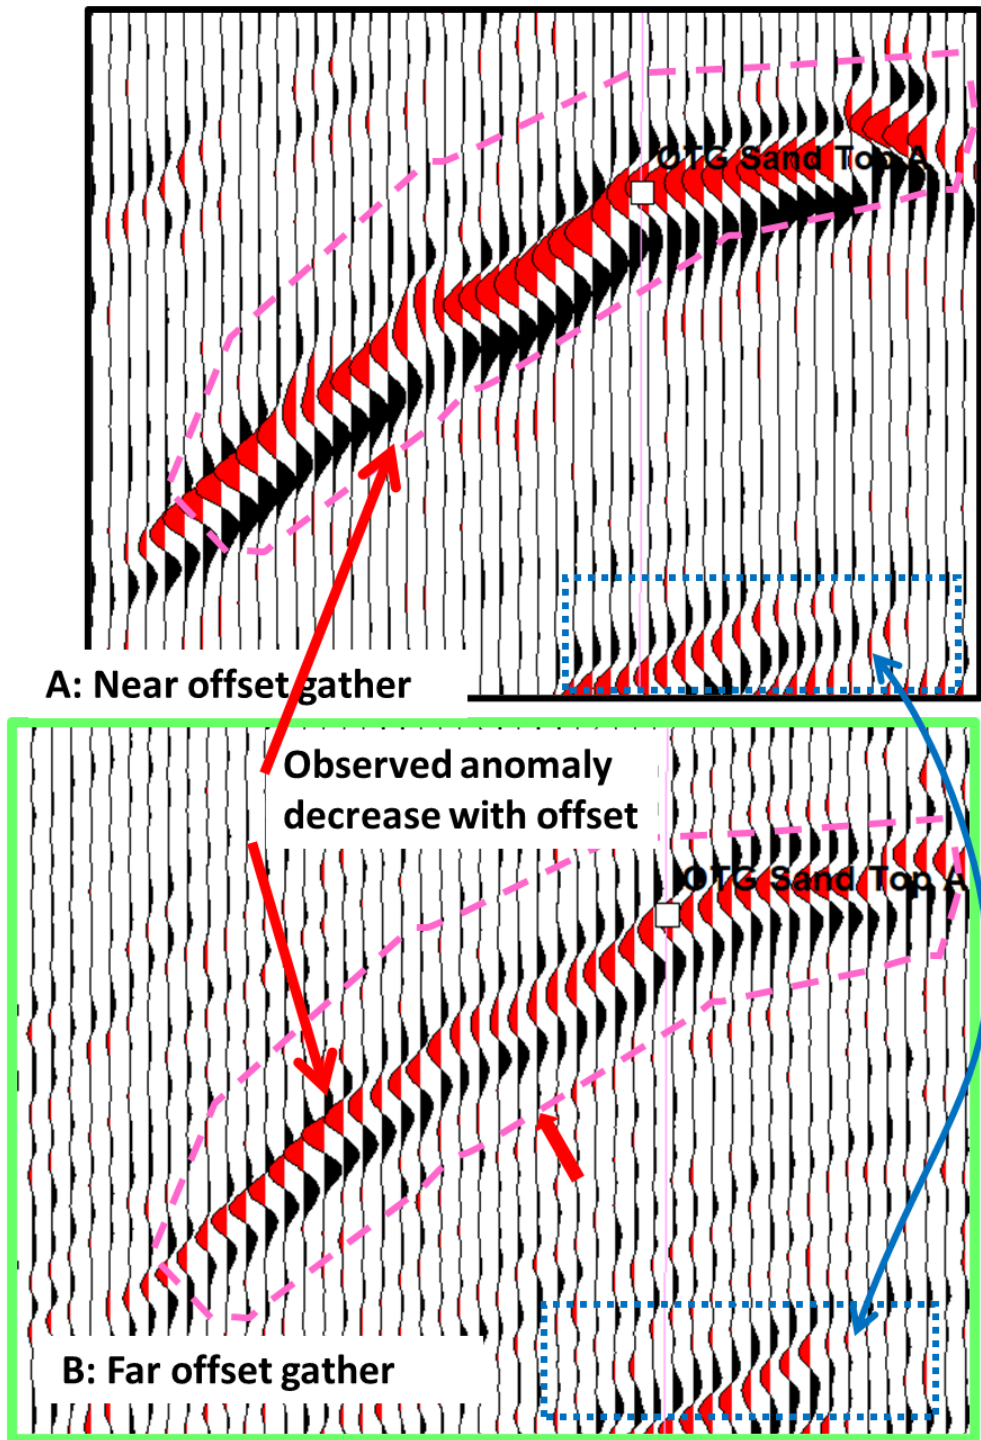 OTG Sand Top A
A: Near offset gather
Observed anomaly
decrease with offset
OTG Sand Top A
B: Far offset gather